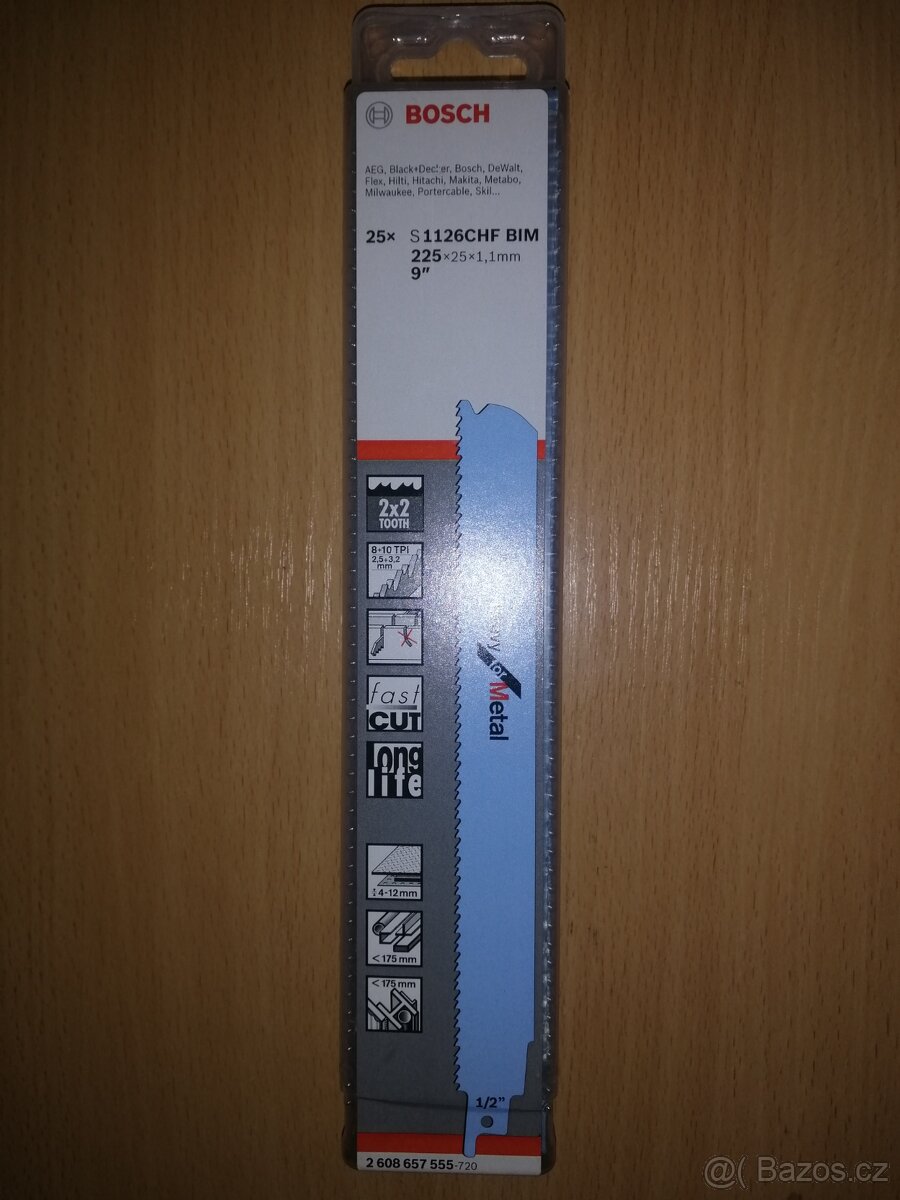 BOSCH
AEG, Black+Decker, Bosch, DeWalt,
Flex, Hilti, Hitachi, Makita, Metabo,
Milwaukee, Portercable, Skil...
25× S1126CHF BIM
225×25×1,1mm
9"
2x2
TOOTH
8+10 TPI
2,5+3,2
mm
fast
CUT
long
life
for
Metal
4-12mm
<175 mm
<175 mm
1/2"
2 608 657 555-720
@( Bazos.cz